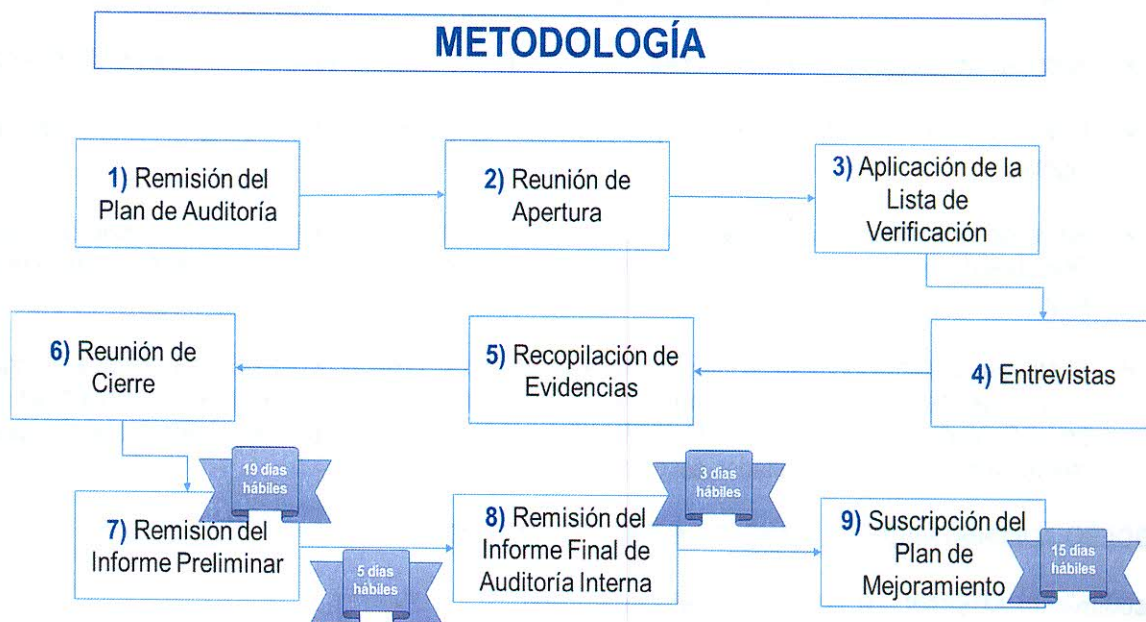 METODOLOGÍA
1) Remisión del
Plan de Auditoría
2) Reunión de
Apertura
3) Aplicación de la
Lista de
Verificación
6) Reunión de
Cierre
5) Recopilación de
Evidencias
4) Entrevistas
19 días
hábiles
7) Remisión del
Informe Preliminar
5 días
hábiles
3 días
hábiles
8) Remisión del
Informe Final de
Auditoría Interna
9) Suscripción del
Plan de
Mejoramiento
15 días
hábiles